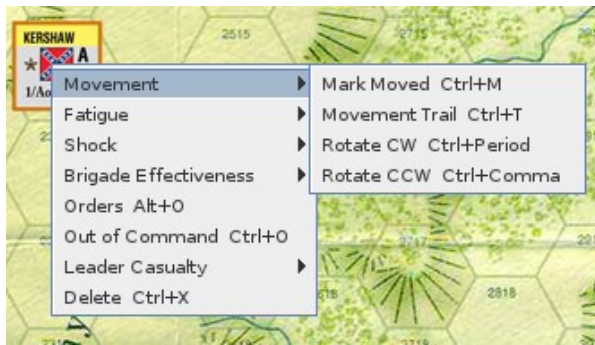 KERSHAW
A
2515
Movement
Fatigue
Shock
Brigade Effectiveness
Orders Alt+O
Out of Command Ctrl+O
Leader Casualty
Delete Ctrl+X
Mark Moved Ctrl+M
Movement Trail Ctrl+T
Rotate CW Ctrl+Period
Rotate CCW Ctrl+Comma
2717
2818